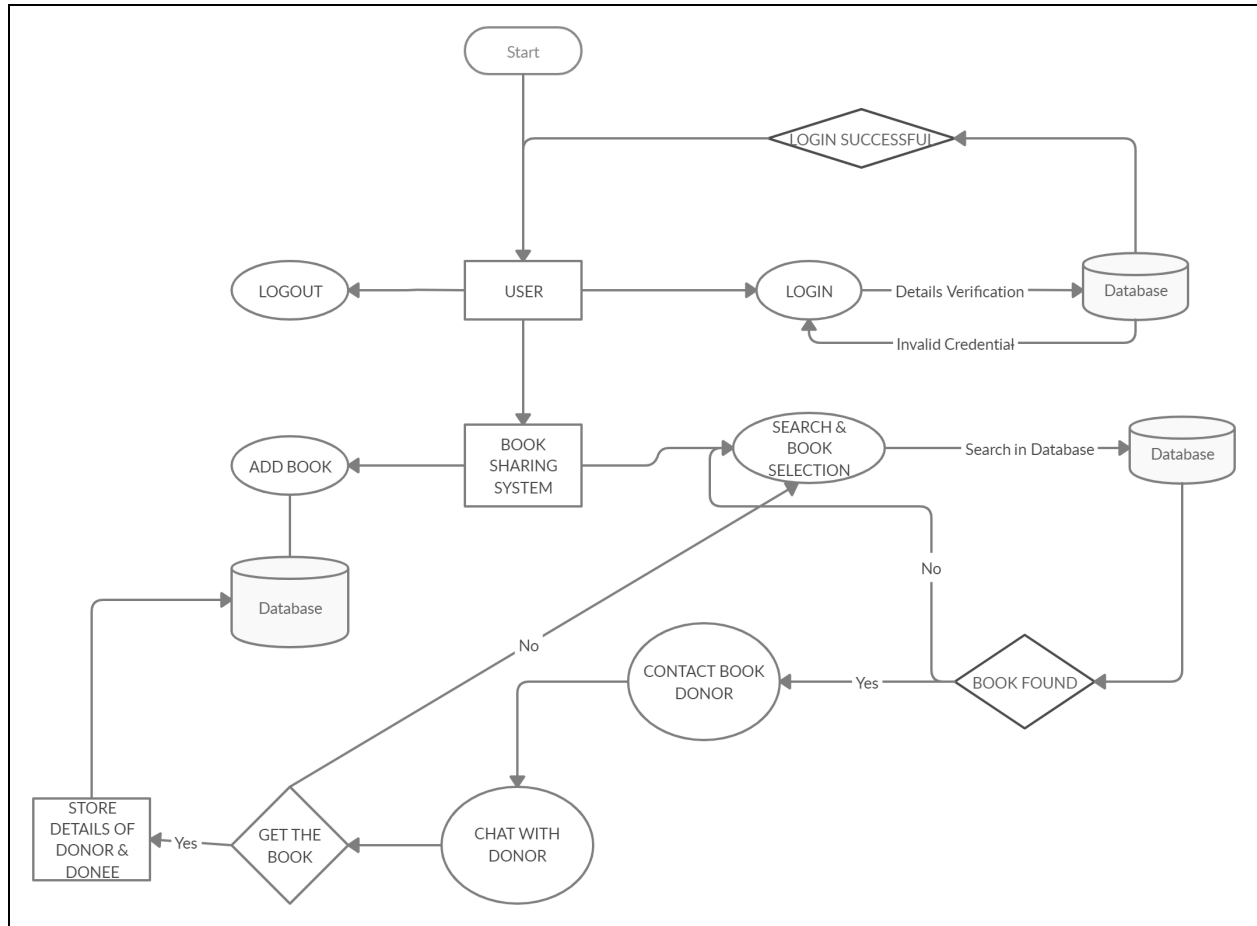 Start
LOGIN SUCCESSFUL
LOGOUT
USER
LOGIN
Details Verification
Database
Invalid Credential
ADD BOOK
BOOK
SHARING
SYSTEM
SEARCH &
BOOK
SELECTION
Search in Database
Database
No
Database
No
CONTACT BOOK
DONOR
Yes
BOOK FOUND
STORE
DETAILS OF
DONOR &
DONEE
Yes
GET THE
BOOK
CHAT WITH
DONOR